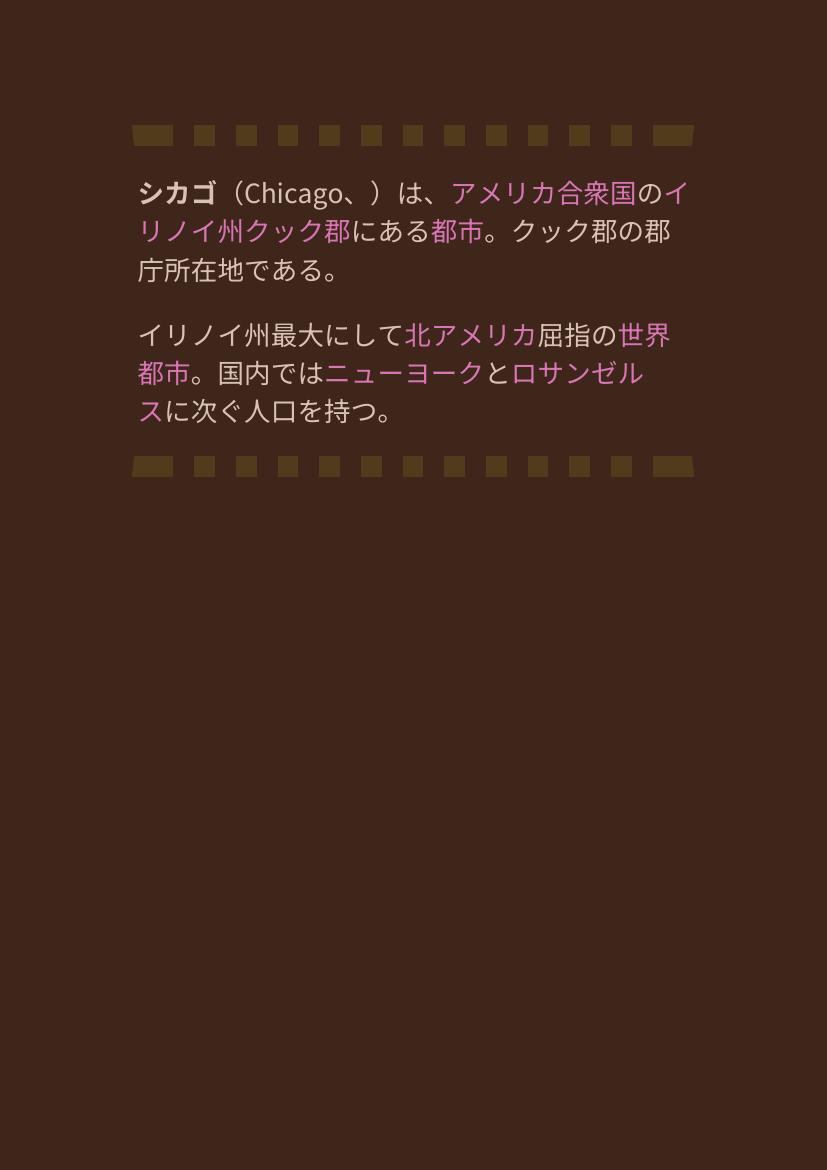 シカゴ（Chicago、）は、アメリカ合衆国のイ
リノイ州クック郡にある都市。クック郡の郡
庁所在地である。
イリノイ州最大にして北アメリカ屈指の世界
都市。国内ではニューヨークとロサンゼル
スに次ぐ人口を持つ。